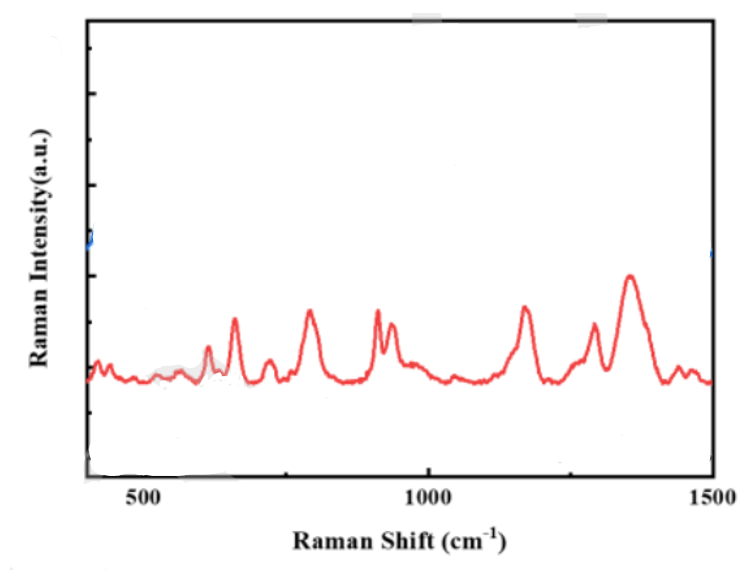 Raman Intensity(a.u.)
500
1000
1500
Raman Shift (cm⁻¹)